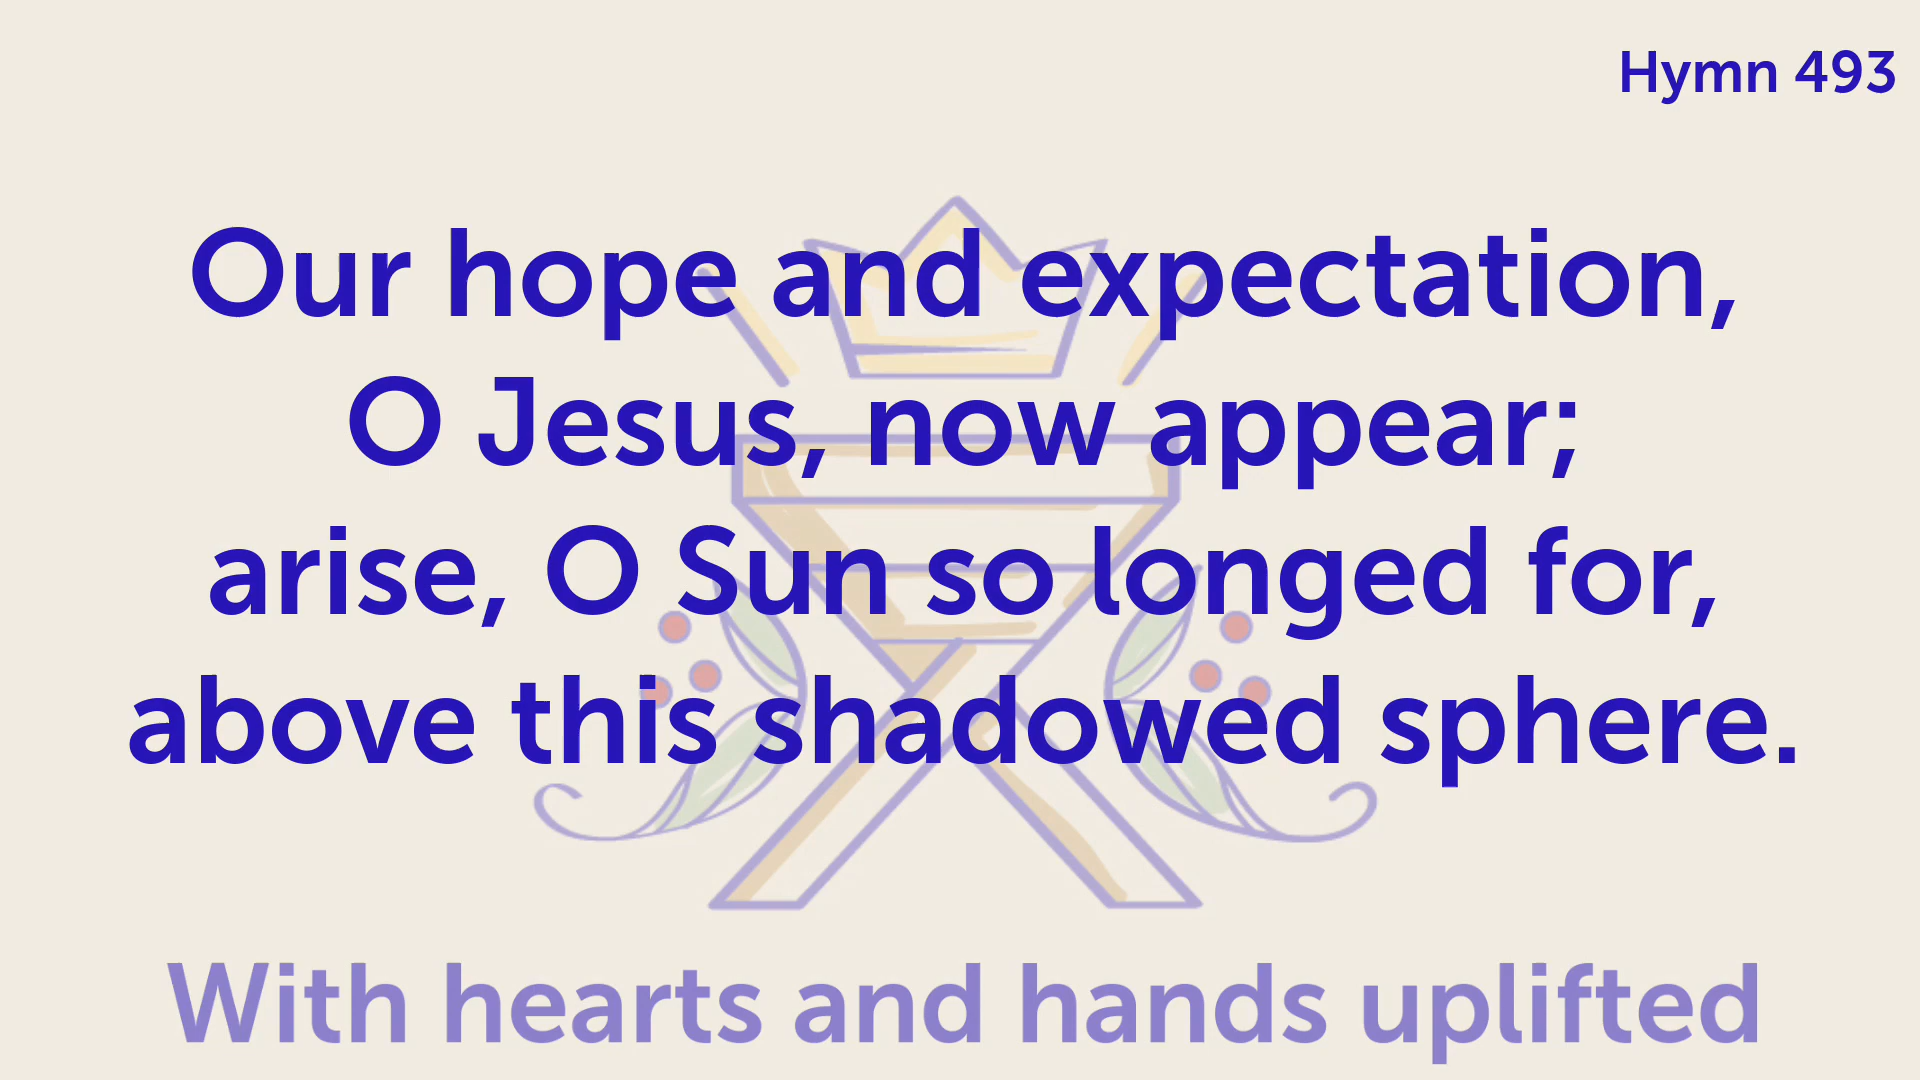 Hymn 493
Our hope and expectation,
O Jesus, now appear;
arise, O Sun so longed for,
above this shadowed sphere.
With hearts and hands uplifted